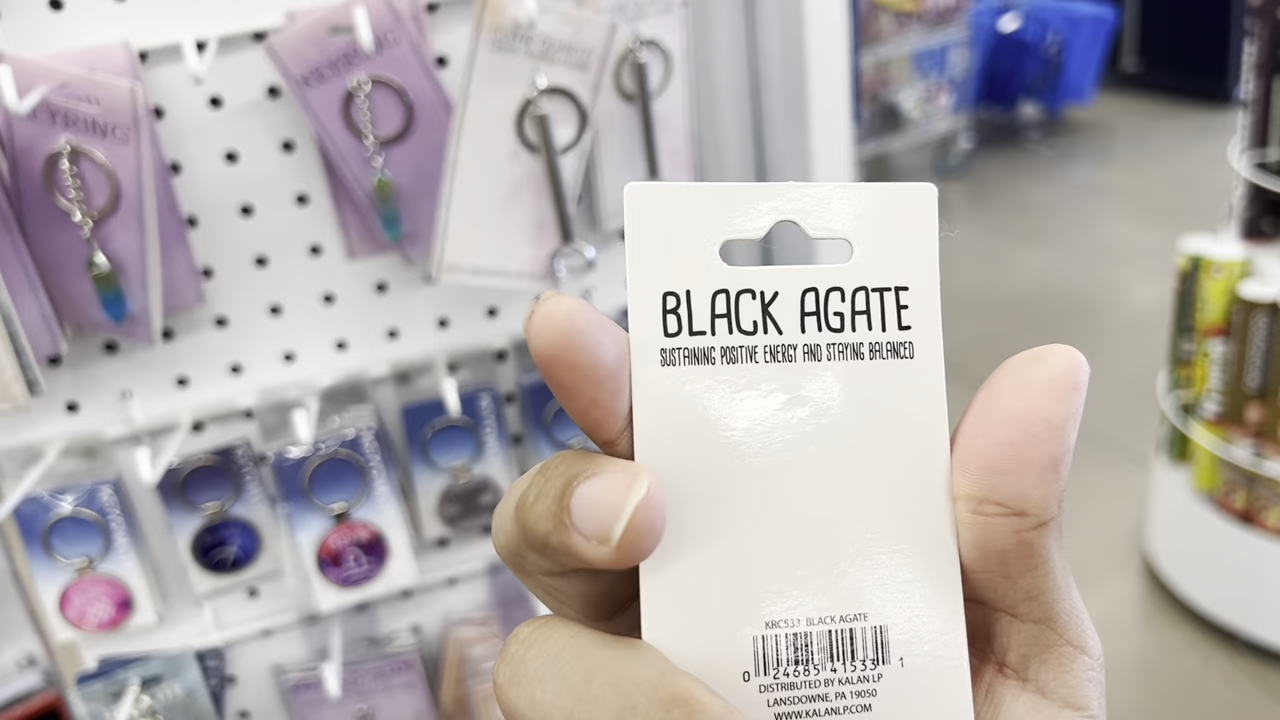 KEYRING
BLACK AGATE
SUSTAINING POSITIVE ENERGY AND STAYING BALANCED
KRC533 BLACK AGATE
0 24685 41533 1
DISTRIBUTED BY KALAN LP
LANSDOWNE, PA 19050
WWW.KALANLP.COM